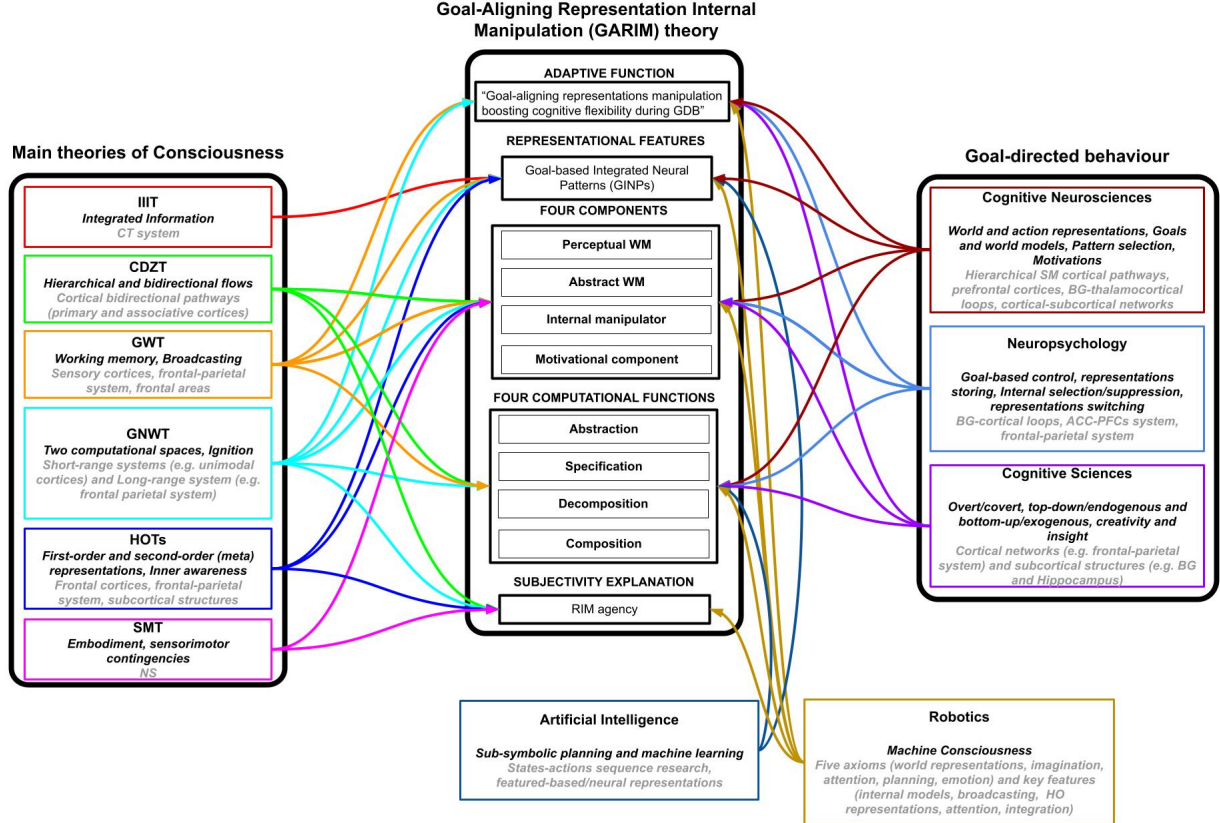 Goal-Aligning Representation Internal
Manipulation (GARIM) theory
Main theories of Consciousness
IIIT
Integrated Information
CT system
CDZT
Hierarchical and bidirectional flows
Cortical bidirectional pathways
(primary and associative cortices)
GWT
Working memory, Broadcasting
Sensory cortices, frontal-parietal
system, frontal areas
GNWT
Two computational spaces, Ignition
Short-range systems (e.g. unimodal
cortices) and Long-range system (e.g.
frontal parietal system)
HOTs
First-order and second-order (meta)
representations, Inner awareness
Frontal cortices, frontal-parietal
system, subcortical structures
SMT
Embodiment, sensorimotor
contingencies
NS
ADAPTIVE FUNCTION
“Goal-aligning representations manipulation
boosting cognitive flexibility during GDB”
REPRESENTATIONAL FEATURES
Goal-based Integrated Neural
Patterns (GINPs)
FOUR COMPONENTS
Perceptual WM
Abstract WM
Internal manipulator
Motivational component
FOUR COMPUTATIONAL FUNCTIONS
Abstraction
Specification
Decomposition
Composition
SUBJECTIVITY EXPLANATION
RIM agency
Goal-directed behaviour
Cognitive Neurosciences
World and action representations, Goals
and world models, Pattern selection,
Motivations
Hierarchical SM cortical pathways,
prefrontal cortices, BG-thalamocortical
loops, cortical-subcortical networks
Neuropsychology
Goal-based control, representations
storing, Internal selection/suppression,
representations switching
BG-cortical loops, ACC-PFCs system,
frontal-parietal system
Cognitive Sciences
Overt/covert, top-down/endogenous and
bottom-up/exogenous, creativity and
insight
Cortical networks (e.g. frontal-parietal
system) and subcortical structures (e.g. BG
and Hippocampus)
Artificial Intelligence
Sub-symbolic planning and machine learning
States-actions sequence research,
featured-based/neural representations
Robotics
Machine Consciousness
Five axioms (world representations, imagination,
attention, planning, emotion) and key features
(internal models, broadcasting, HO
representations, attention, integration)